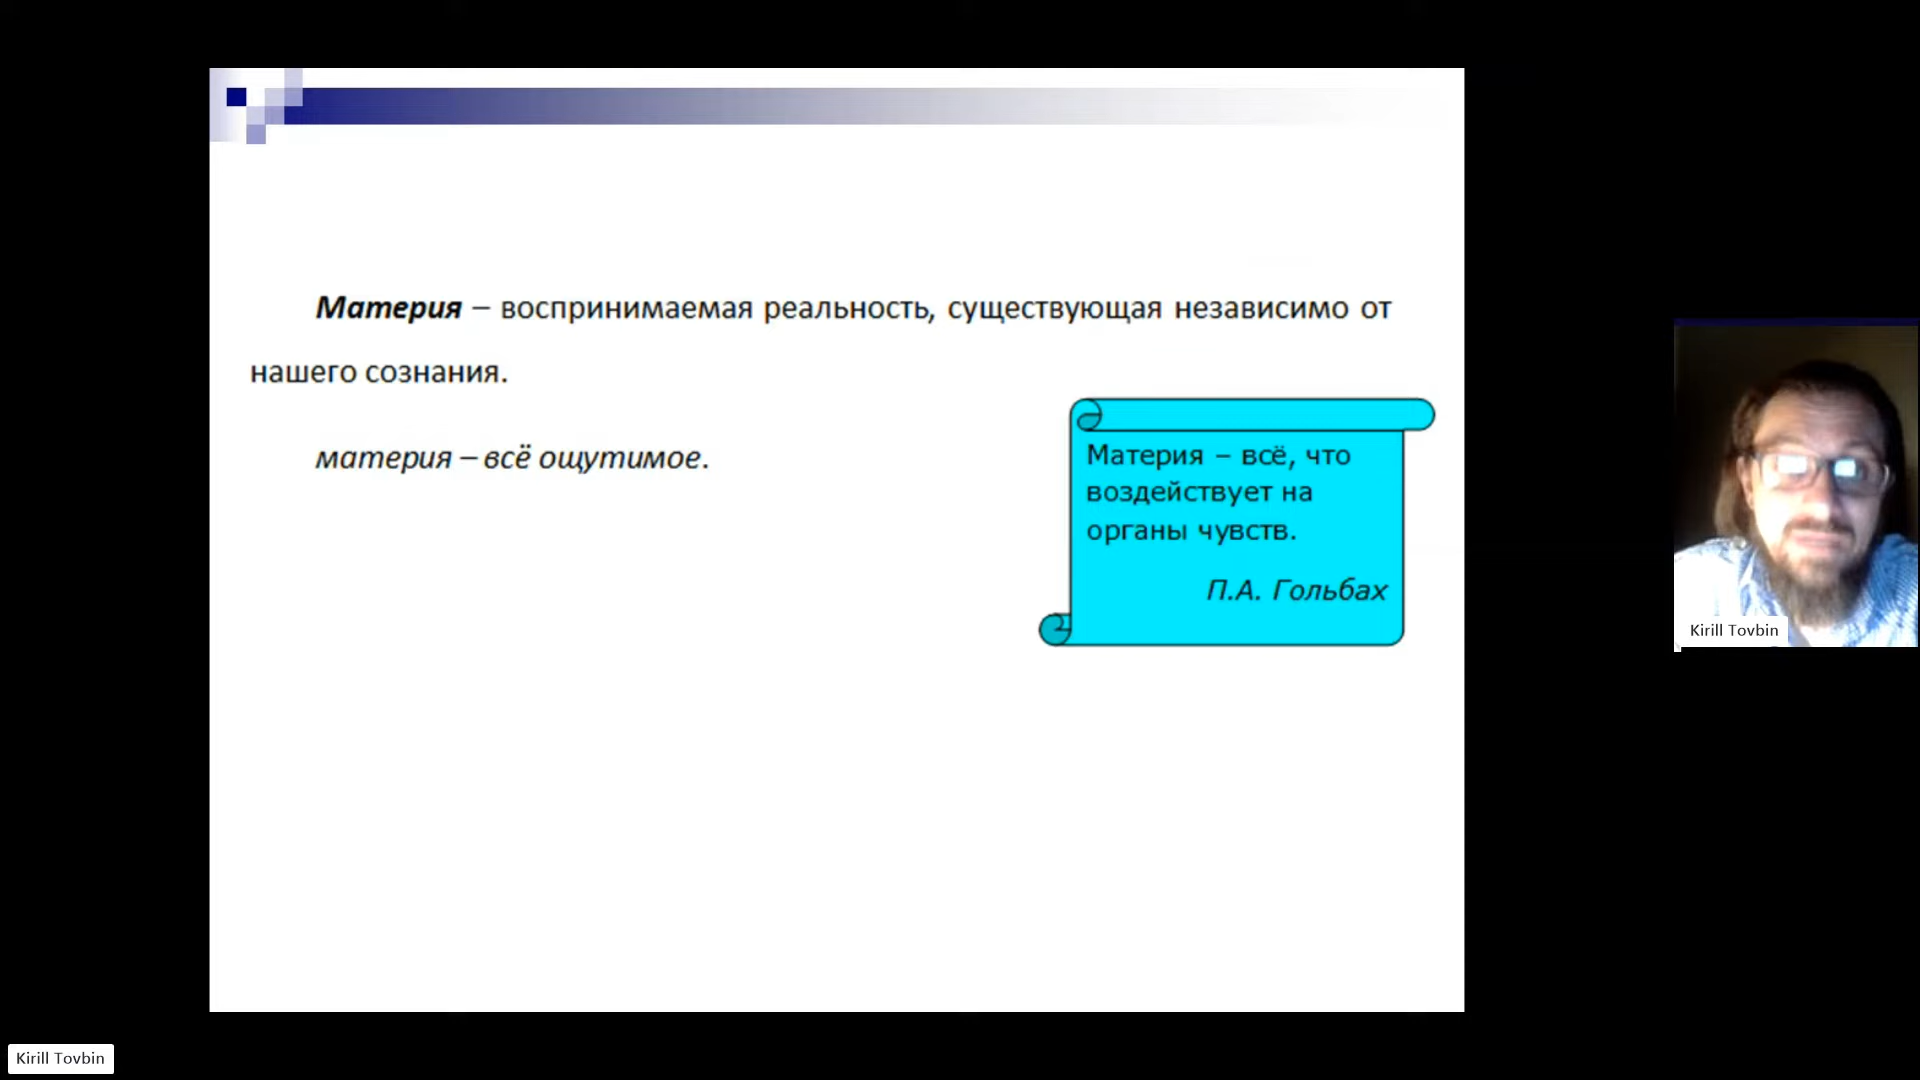 Материя – воспринимаемая реальность, существующая независимо от
нашего сознания.
материя – всё ощутимое.
Материя – всё, что
воздействует на
органы чувств.
П.А. Гольбах
Kirill Tovbin
Kirill Tovbin